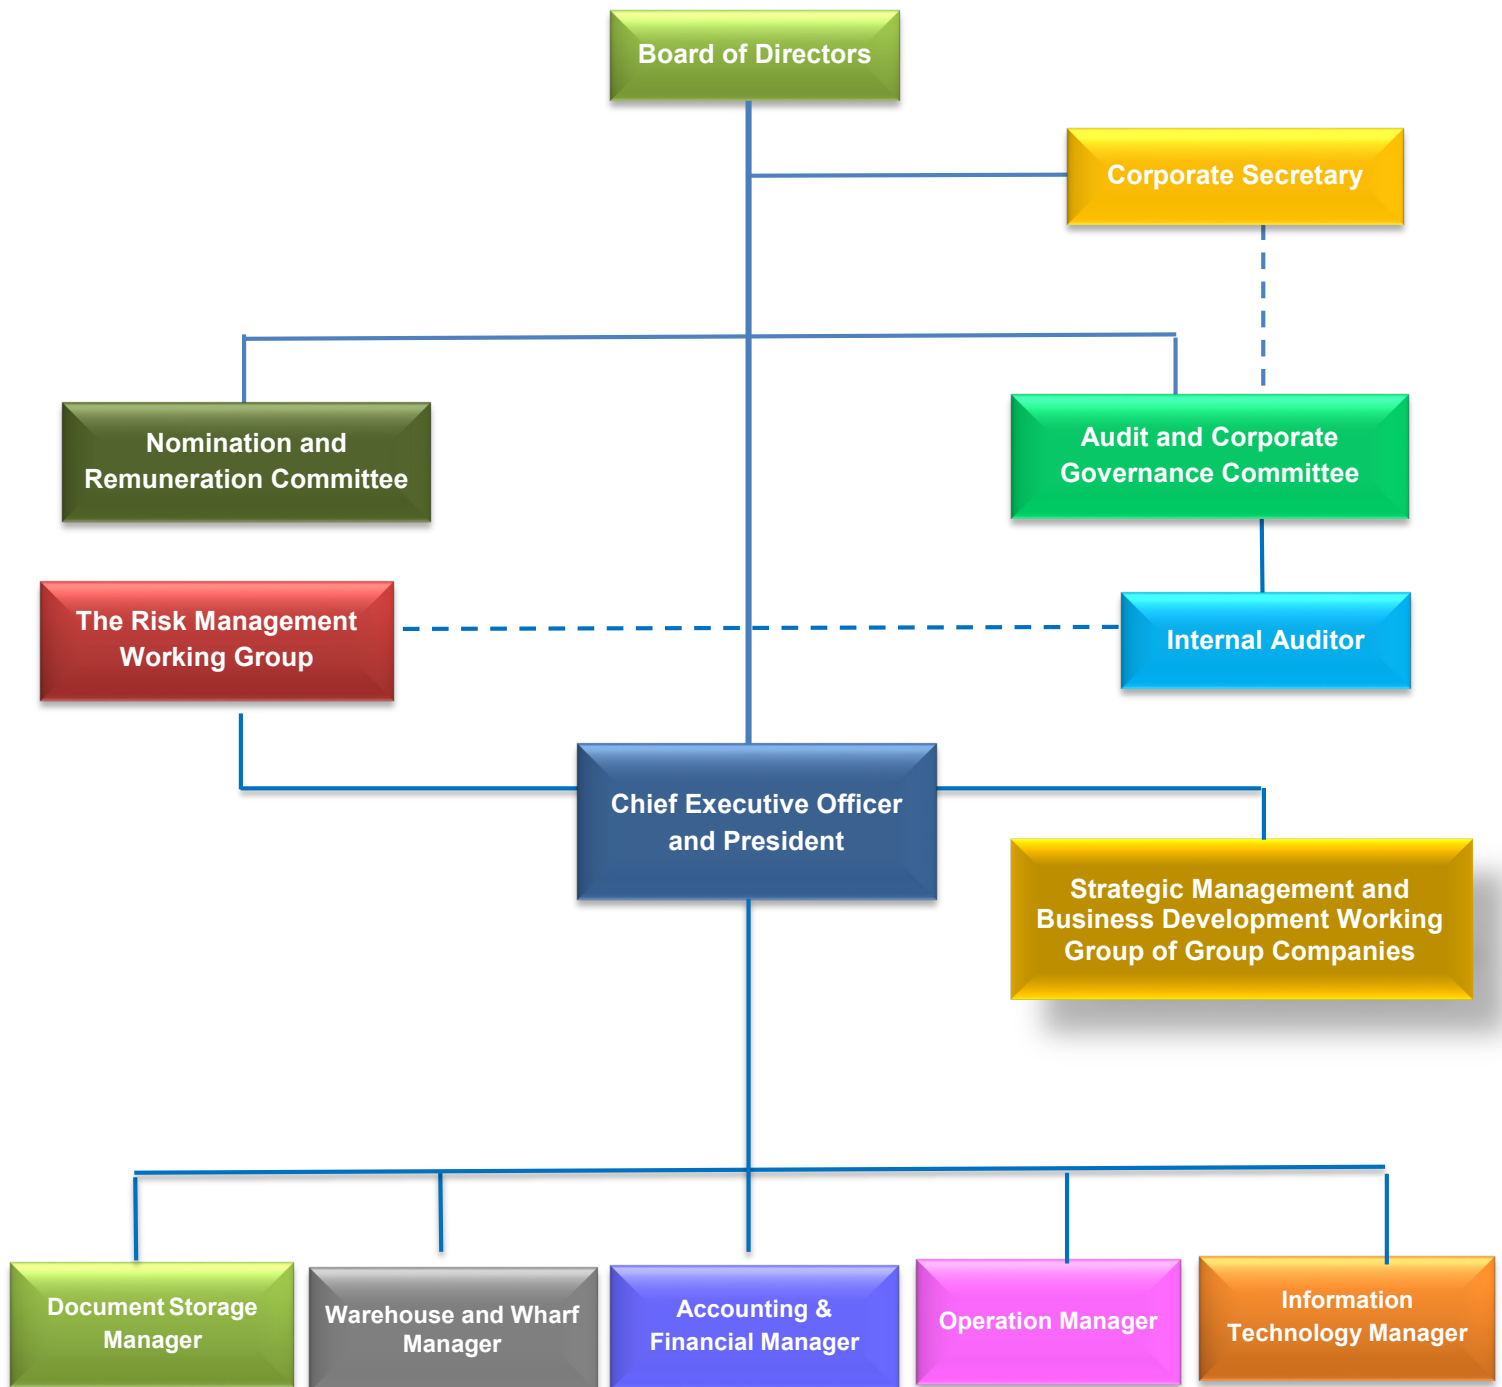 Board of Directors
Corporate Secretary
Nomination and
Remuneration Committee
Audit and Corporate
Governance Committee
The Risk Management
Working Group
Internal Auditor
Chief Executive Officer
and President
Strategic Management and
Business Development Working
Group of Group Companies
Document Storage
Manager
Warehouse and Wharf
Manager
Accounting &
Financial Manager
Operation Manager
Information
Technology Manager